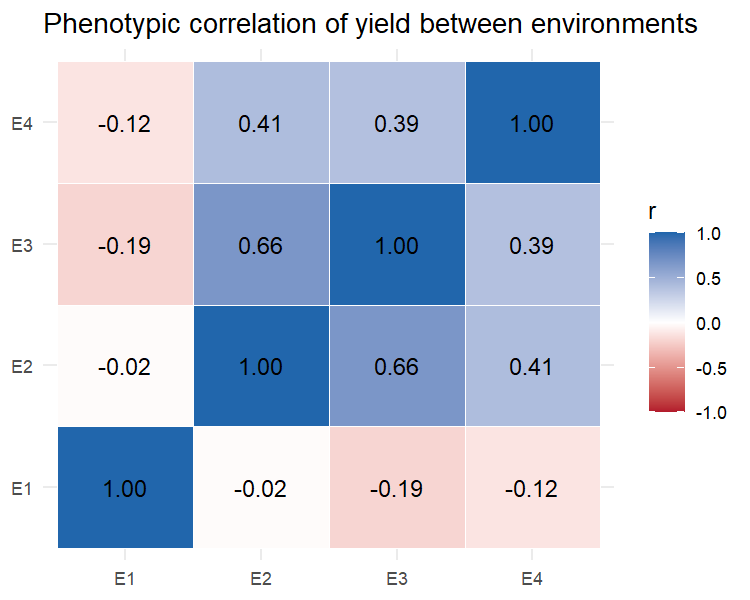 Phenotypic correlation of yield between environments
E4 -0.12 0.41 0.39 1.00
E3 -0.19 0.66 1.00 0.39
E2 -0.02 1.00 0.66 0.41
E1 1.00 -0.02 -0.19 -0.12
E1 E2 E3 E4
r
1.0
0.5
0.0
-0.5
-1.0